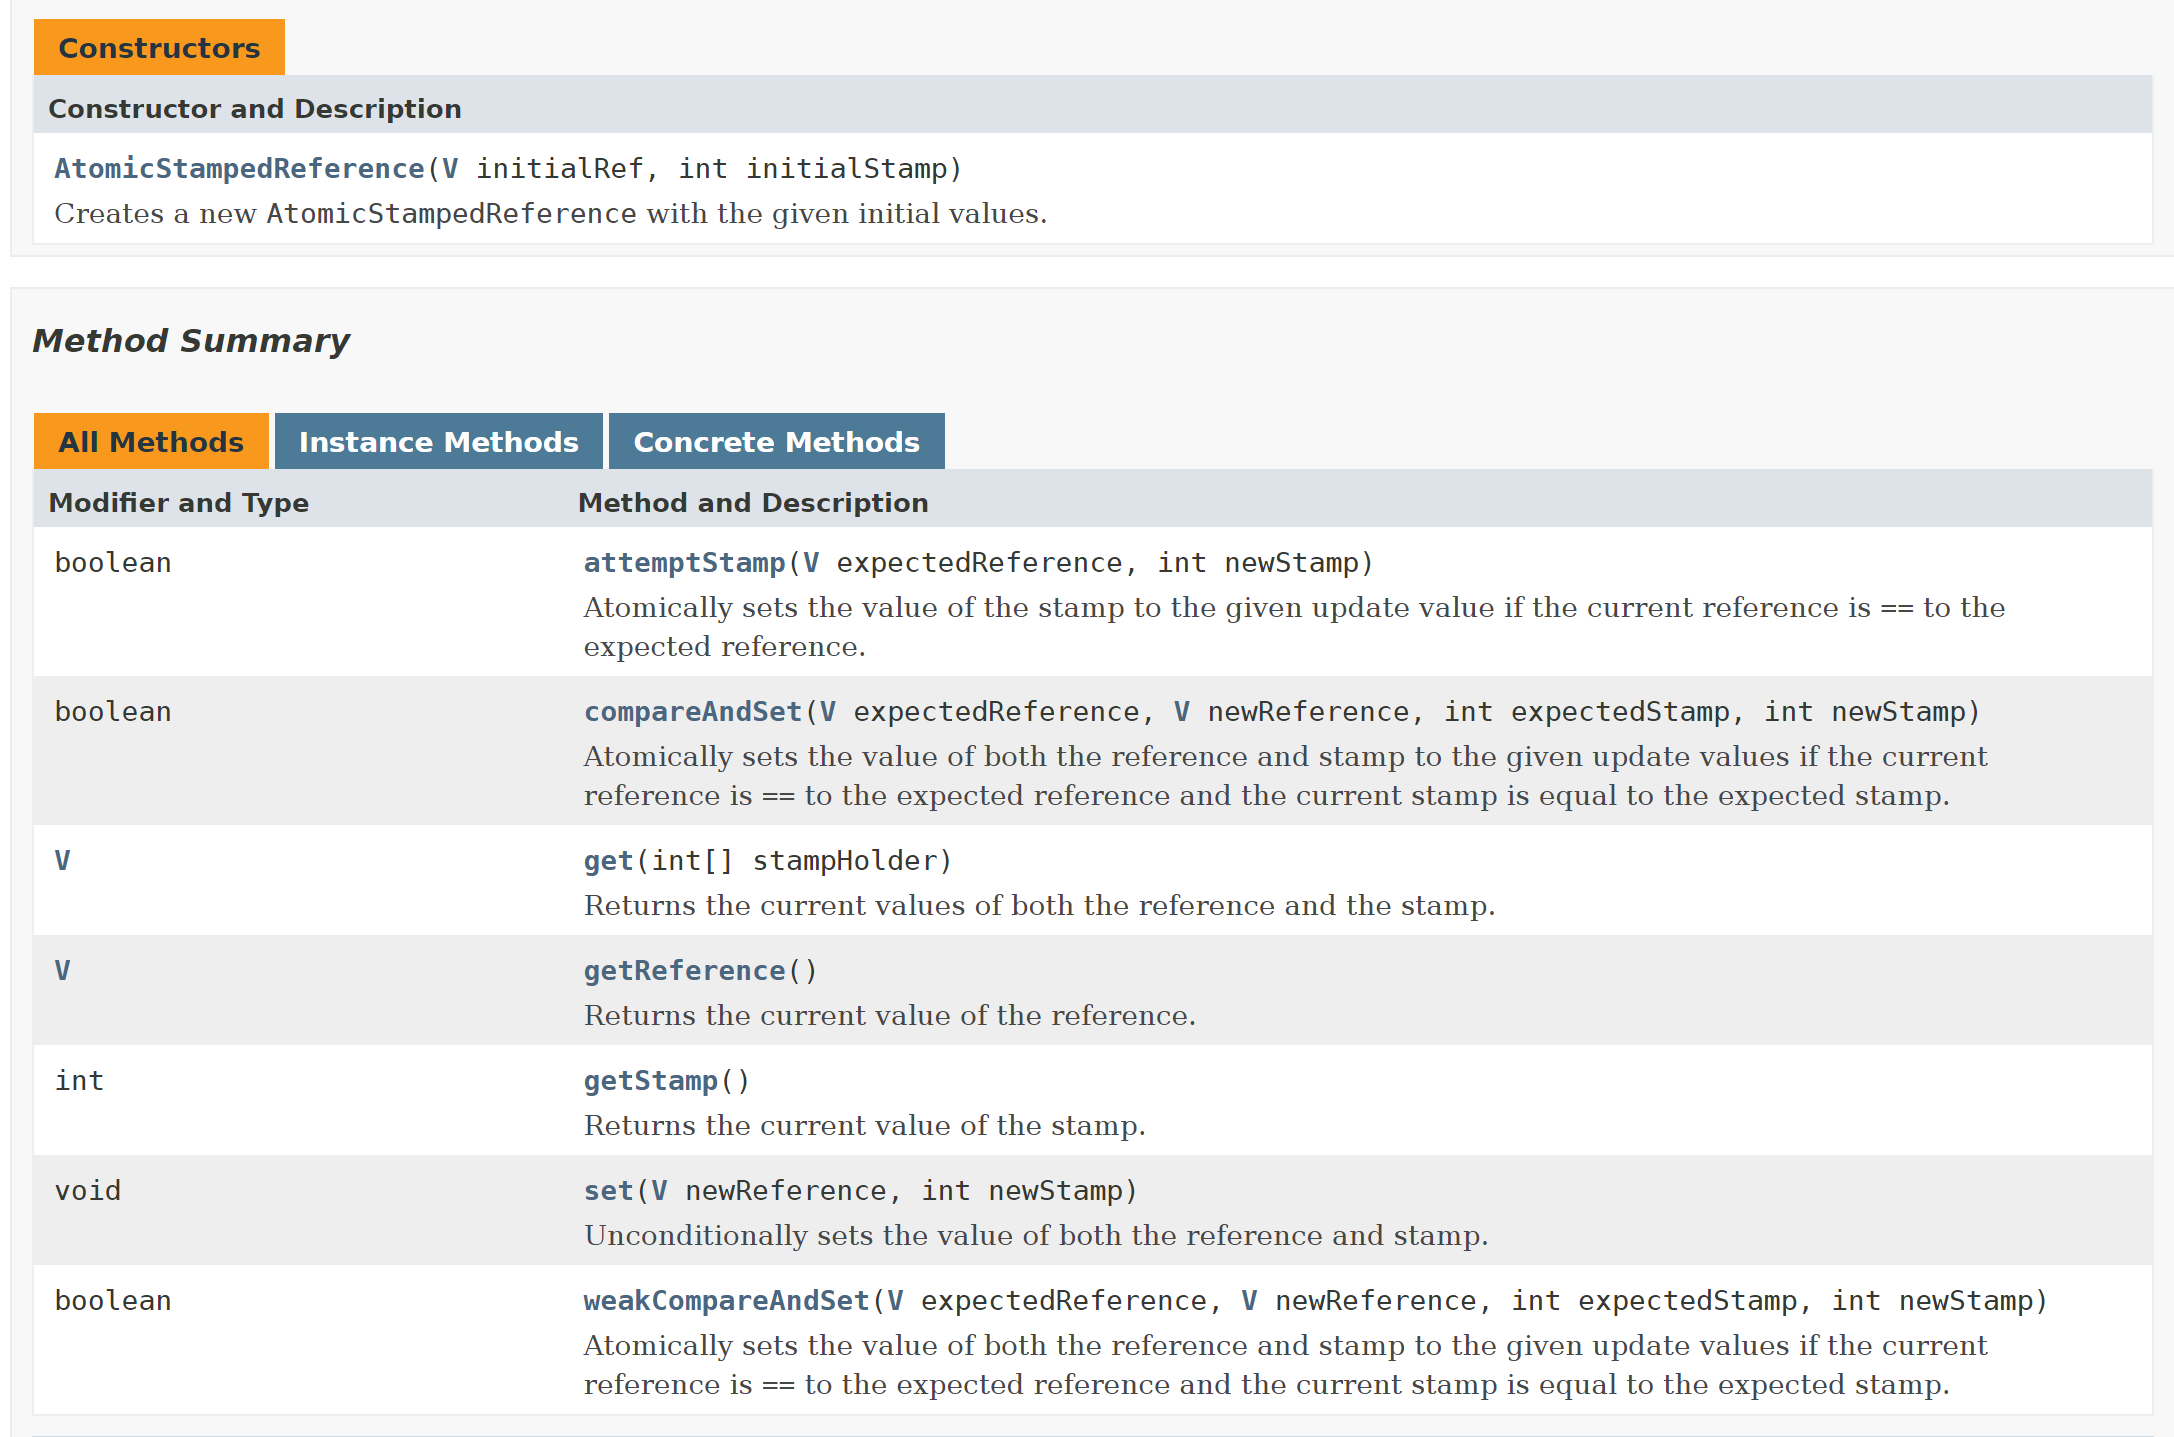 Constructors
Constructor and Description
AtomicStampedReference(V initialRef, int initialStamp)
Creates a new AtomicStampedReference with the given initial values.
Method Summary
All Methods Instance Methods Concrete Methods
Modifier and Type Method and Description
boolean attemptStamp(V expectedReference, int newStamp)
Atomically sets the value of the stamp to the given update value if the current reference is == to the
expected reference.
boolean compareAndSet(V expectedReference, V newReference, int expectedStamp, int newStamp)
Atomically sets the value of both the reference and stamp to the given update values if the current
reference is == to the expected reference and the current stamp is equal to the expected stamp.
V get(int[] stampHolder)
Returns the current values of both the reference and the stamp.
V getReference()
Returns the current value of the reference.
int getStamp()
Returns the current value of the stamp.
void set(V newReference, int newStamp)
Unconditionally sets the value of both the reference and stamp.
boolean weakCompareAndSet(V expectedReference, V newReference, int expectedStamp, int newStamp)
Atomically sets the value of both the reference and stamp to the given update values if the current
reference is == to the expected reference and the current stamp is equal to the expected stamp.